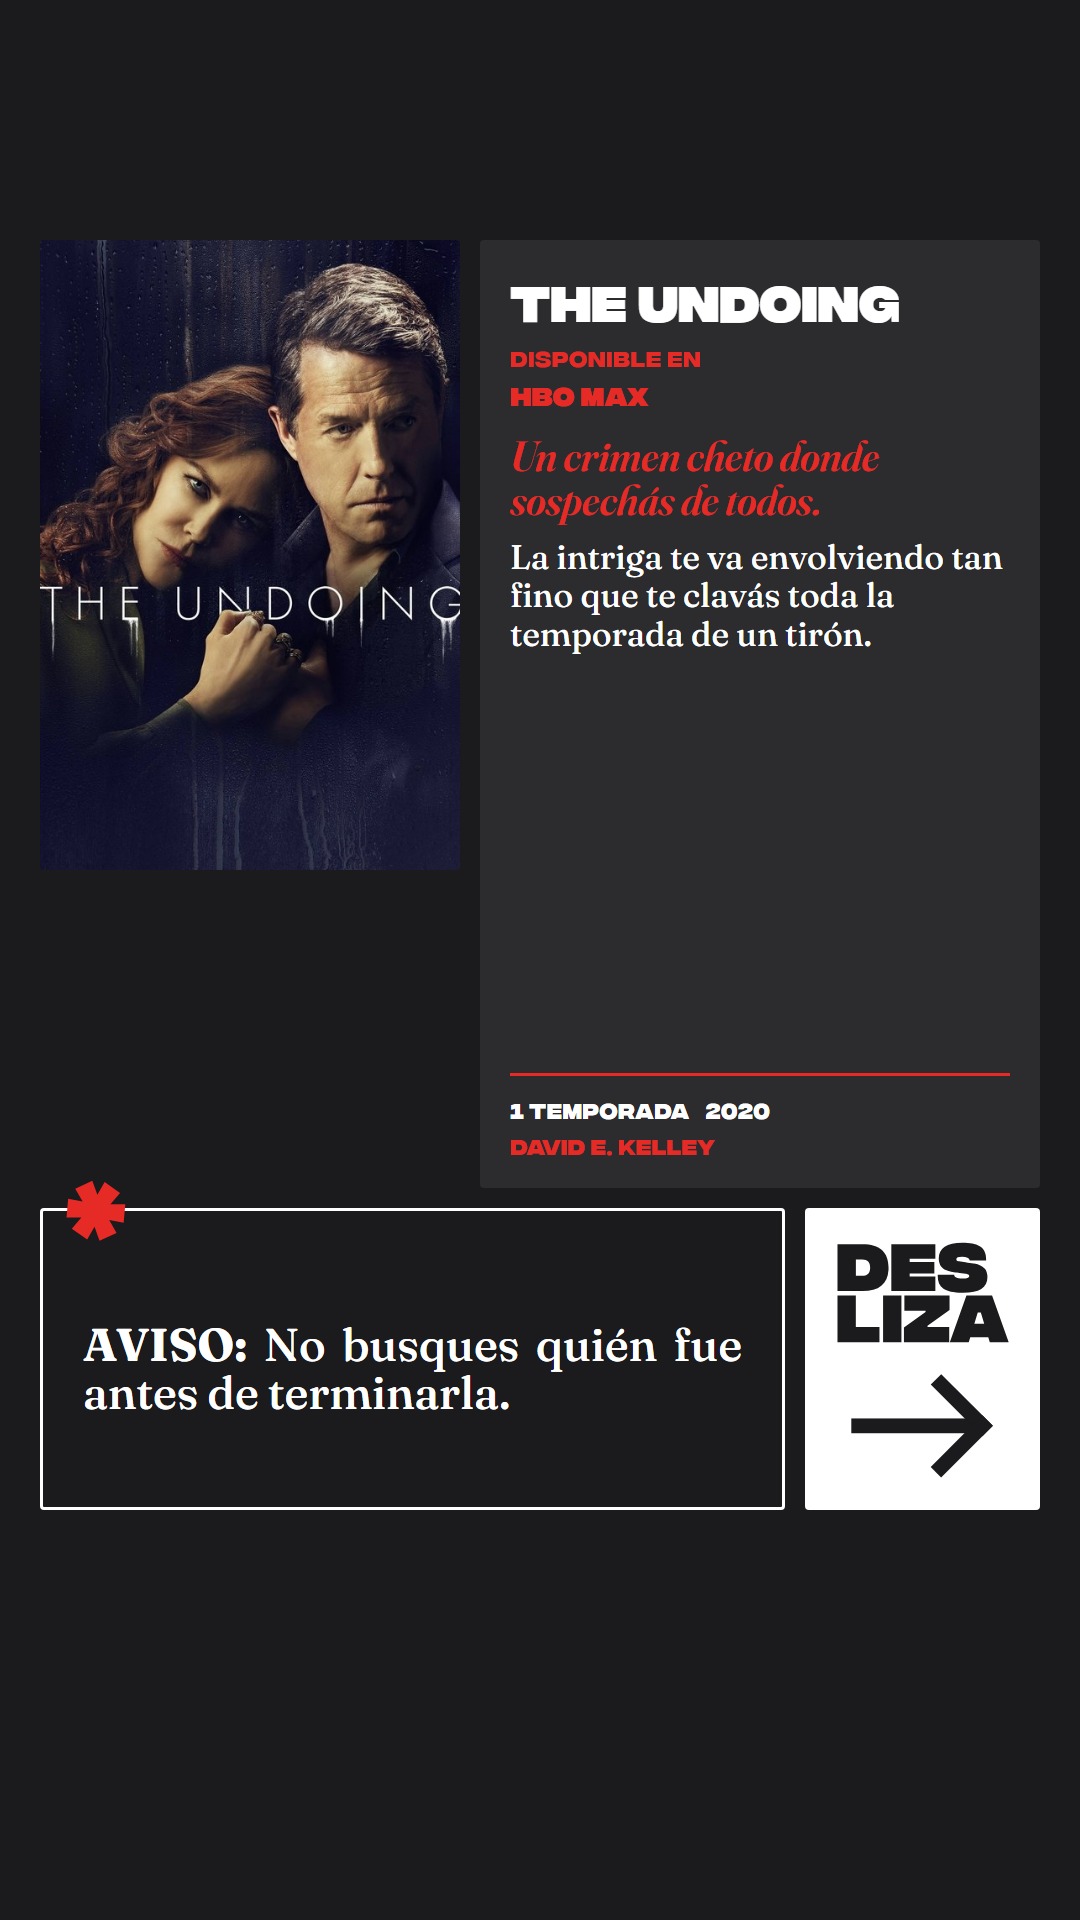 THE UNDOING
THE UNDOING
DISPONIBLE EN
HBO MAX
Un crimen cheto donde
sospechás de todos.
La intriga te va envolviendo tan
fino que te clavás toda la
temporada de un tirón.
1 TEMPORADA 2020
DAVID E. KELLEY
AVISO: No busques quién fue
antes de terminarla.
DES
LIZA